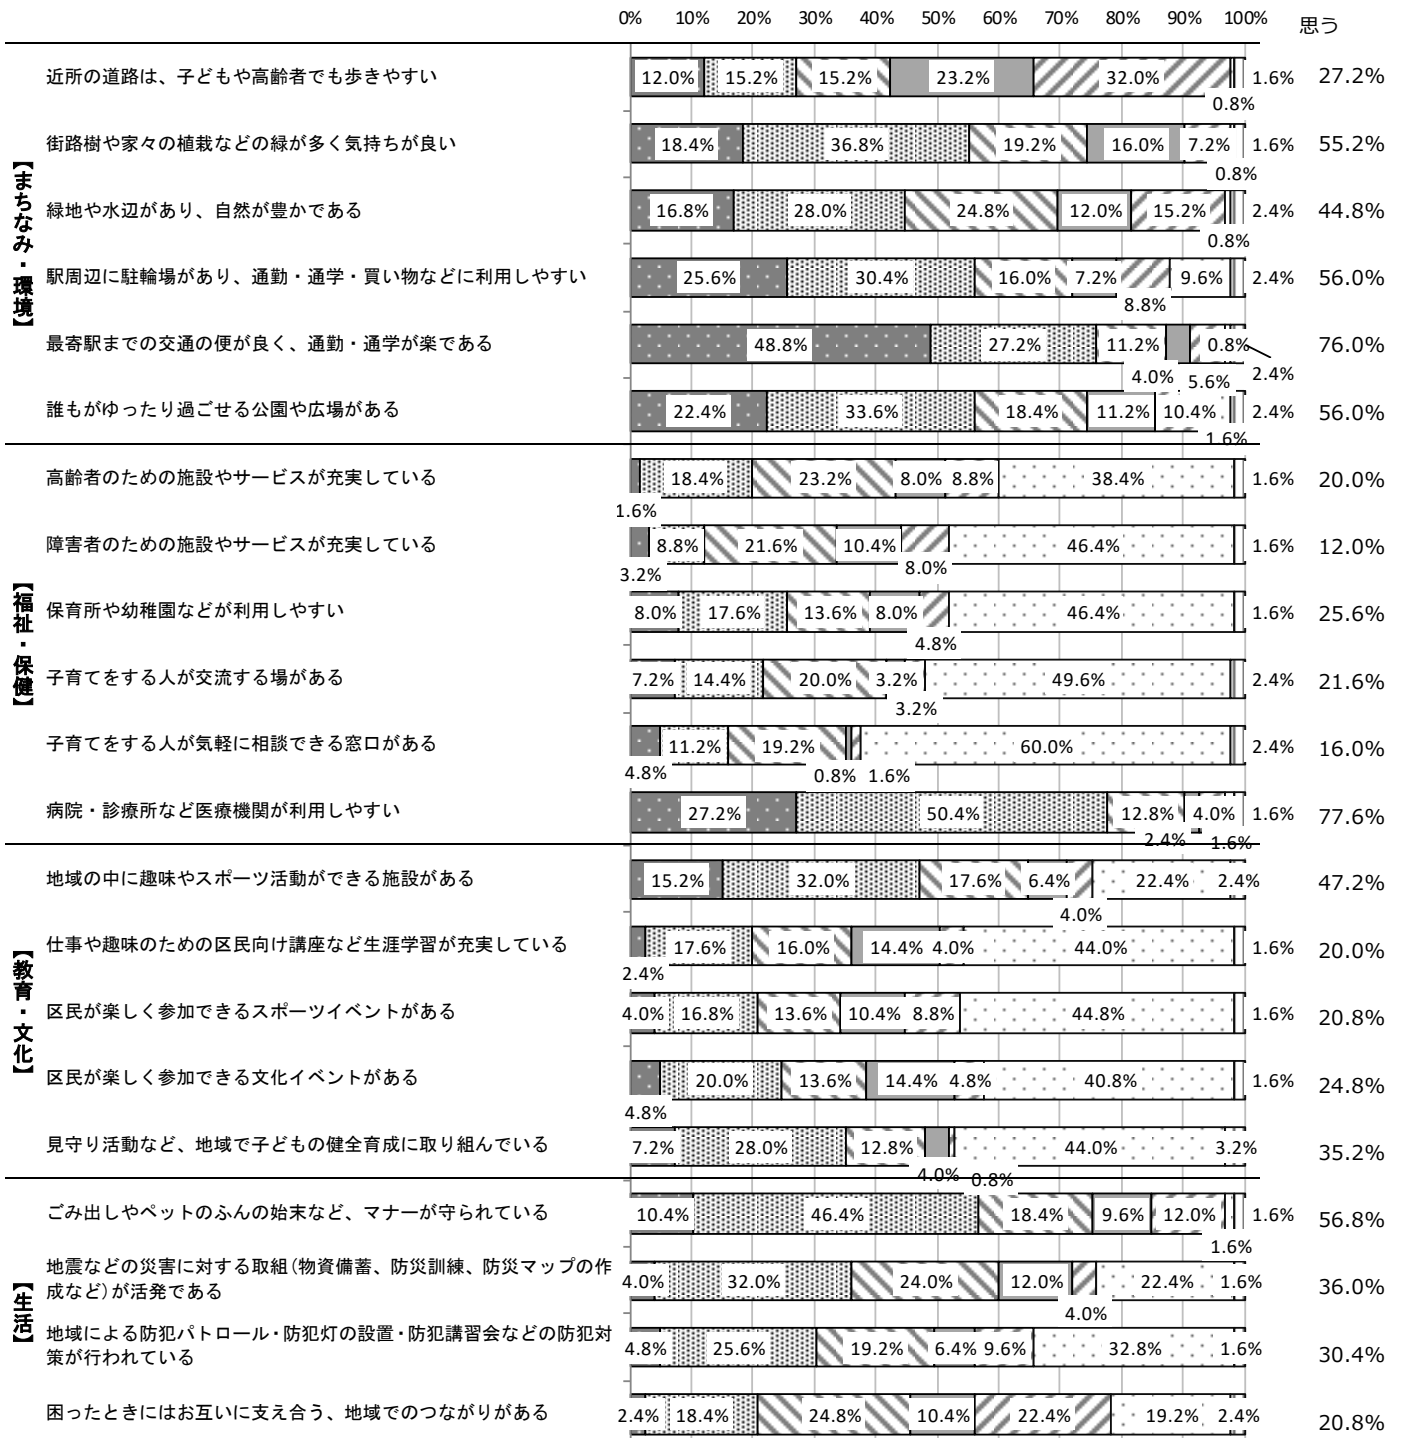 0% 10% 20% 30% 40% 50% 60% 70% 80% 90% 100% 思う
【まちなみ・環境】
近所の道路は、子どもや高齢者でも歩きやすい 12.0% 15.2% 15.2% 23.2% 32.0% 1.6% 27.2%
0.8%
街路樹や家々の植栽などの緑が多く気持ちが良い 18.4% 36.8% 19.2% 16.0% 7.2% 1.6% 55.2%
0.8%
緑地や水辺があり、自然が豊かである 16.8% 28.0% 24.8% 12.0% 15.2% 2.4% 44.8%
0.8%
駅周辺に駐輪場があり、通勤・通学・買い物などに利用しやすい 25.6% 30.4% 16.0% 7.2% 9.6% 2.4% 56.0%
8.8%
最寄駅までの交通の便が良く、通勤・通学が楽である 48.8% 27.2% 11.2% 0.8% 76.0%
4.0% 5.6% 2.4%
誰もがゆったり過ごせる公園や広場がある 22.4% 33.6% 18.4% 11.2% 10.4% 2.4% 56.0%
1.6%
【福祉・保健】
高齢者のための施設やサービスが充実している 18.4% 23.2% 8.0% 8.8% 38.4% 1.6% 20.0%
1.6%
障害者のための施設やサービスが充実している 8.8% 21.6% 10.4% 46.4% 1.6% 12.0%
3.2% 8.0%
保育所や幼稚園などが利用しやすい 8.0% 17.6% 13.6% 8.0% 46.4% 1.6% 25.6%
4.8%
子育てをする人が交流する場がある 7.2% 14.4% 20.0% 3.2% 49.6% 2.4% 21.6%
3.2%
子育てをする人が気軽に相談できる窓口がある 11.2% 19.2% 60.0% 2.4% 16.0%
4.8% 0.8% 1.6%
病院・診療所など医療機関が利用しやすい 27.2% 50.4% 12.8% 4.0% 1.6% 77.6%
2.4% 1.6%
【教育・文化】
地域の中に趣味やスポーツ活動ができる施設がある 15.2% 32.0% 17.6% 6.4% 22.4% 2.4% 47.2%
4.0%
仕事や趣味のための区民向け講座など生涯学習が充実している 17.6% 16.0% 14.4% 4.0% 44.0% 1.6% 20.0%
2.4%
区民が楽しく参加できるスポーツイベントがある 4.0% 16.8% 13.6% 10.4% 8.8% 44.8% 1.6% 20.8%
区民が楽しく参加できる文化イベントがある 20.0% 13.6% 14.4% 4.8% 40.8% 1.6% 24.8%
4.8%
見守り活動など、地域で子どもの健全育成に取り組んでいる 7.2% 28.0% 12.8% 44.0% 3.2% 35.2%
4.0% 0.8%
【生活】
ごみ出しやペットのふんの始末など、マナーが守られている 10.4% 46.4% 18.4% 9.6% 12.0% 1.6% 56.8%
1.6%
地震などの災害に対する取組(物資備蓄、防災訓練、防災マップの作
成など)が活発である 4.0% 32.0% 24.0% 12.0% 22.4% 1.6% 36.0%
4.0%
地域による防犯パトロール・防犯灯の設置・防犯講習会などの防犯対
策が行われている 4.8% 25.6% 19.2% 6.4% 9.6% 32.8% 1.6% 30.4%
困ったときにはお互いに支え合う、地域でのつながりがある 2.4% 18.4% 24.8% 10.4% 22.4% 19.2% 2.4% 20.8%